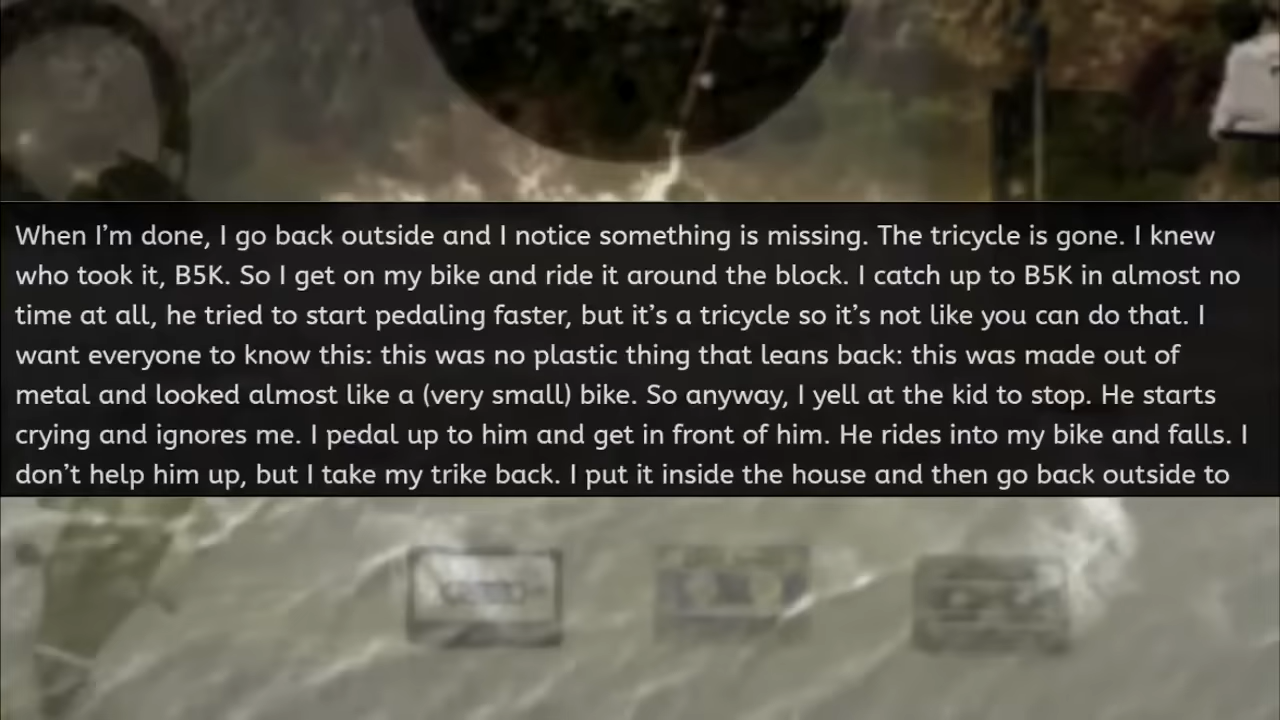 When I’m done, I go back outside and I notice something is missing. The tricycle is gone. I knew
who took it, B5K. So I get on my bike and ride it around the block. I catch up to B5K in almost no
time at all, he tried to start pedaling faster, but it’s a tricycle so it’s not like you can do that. I
want everyone to know this: this was no plastic thing that leans back: this was made out of
metal and looked almost like a (very small) bike. So anyway, I yell at the kid to stop. He starts
crying and ignores me. I pedal up to him and get in front of him. He rides into my bike and falls. I
don’t help him up, but I take my trike back. I put it inside the house and then go back outside to